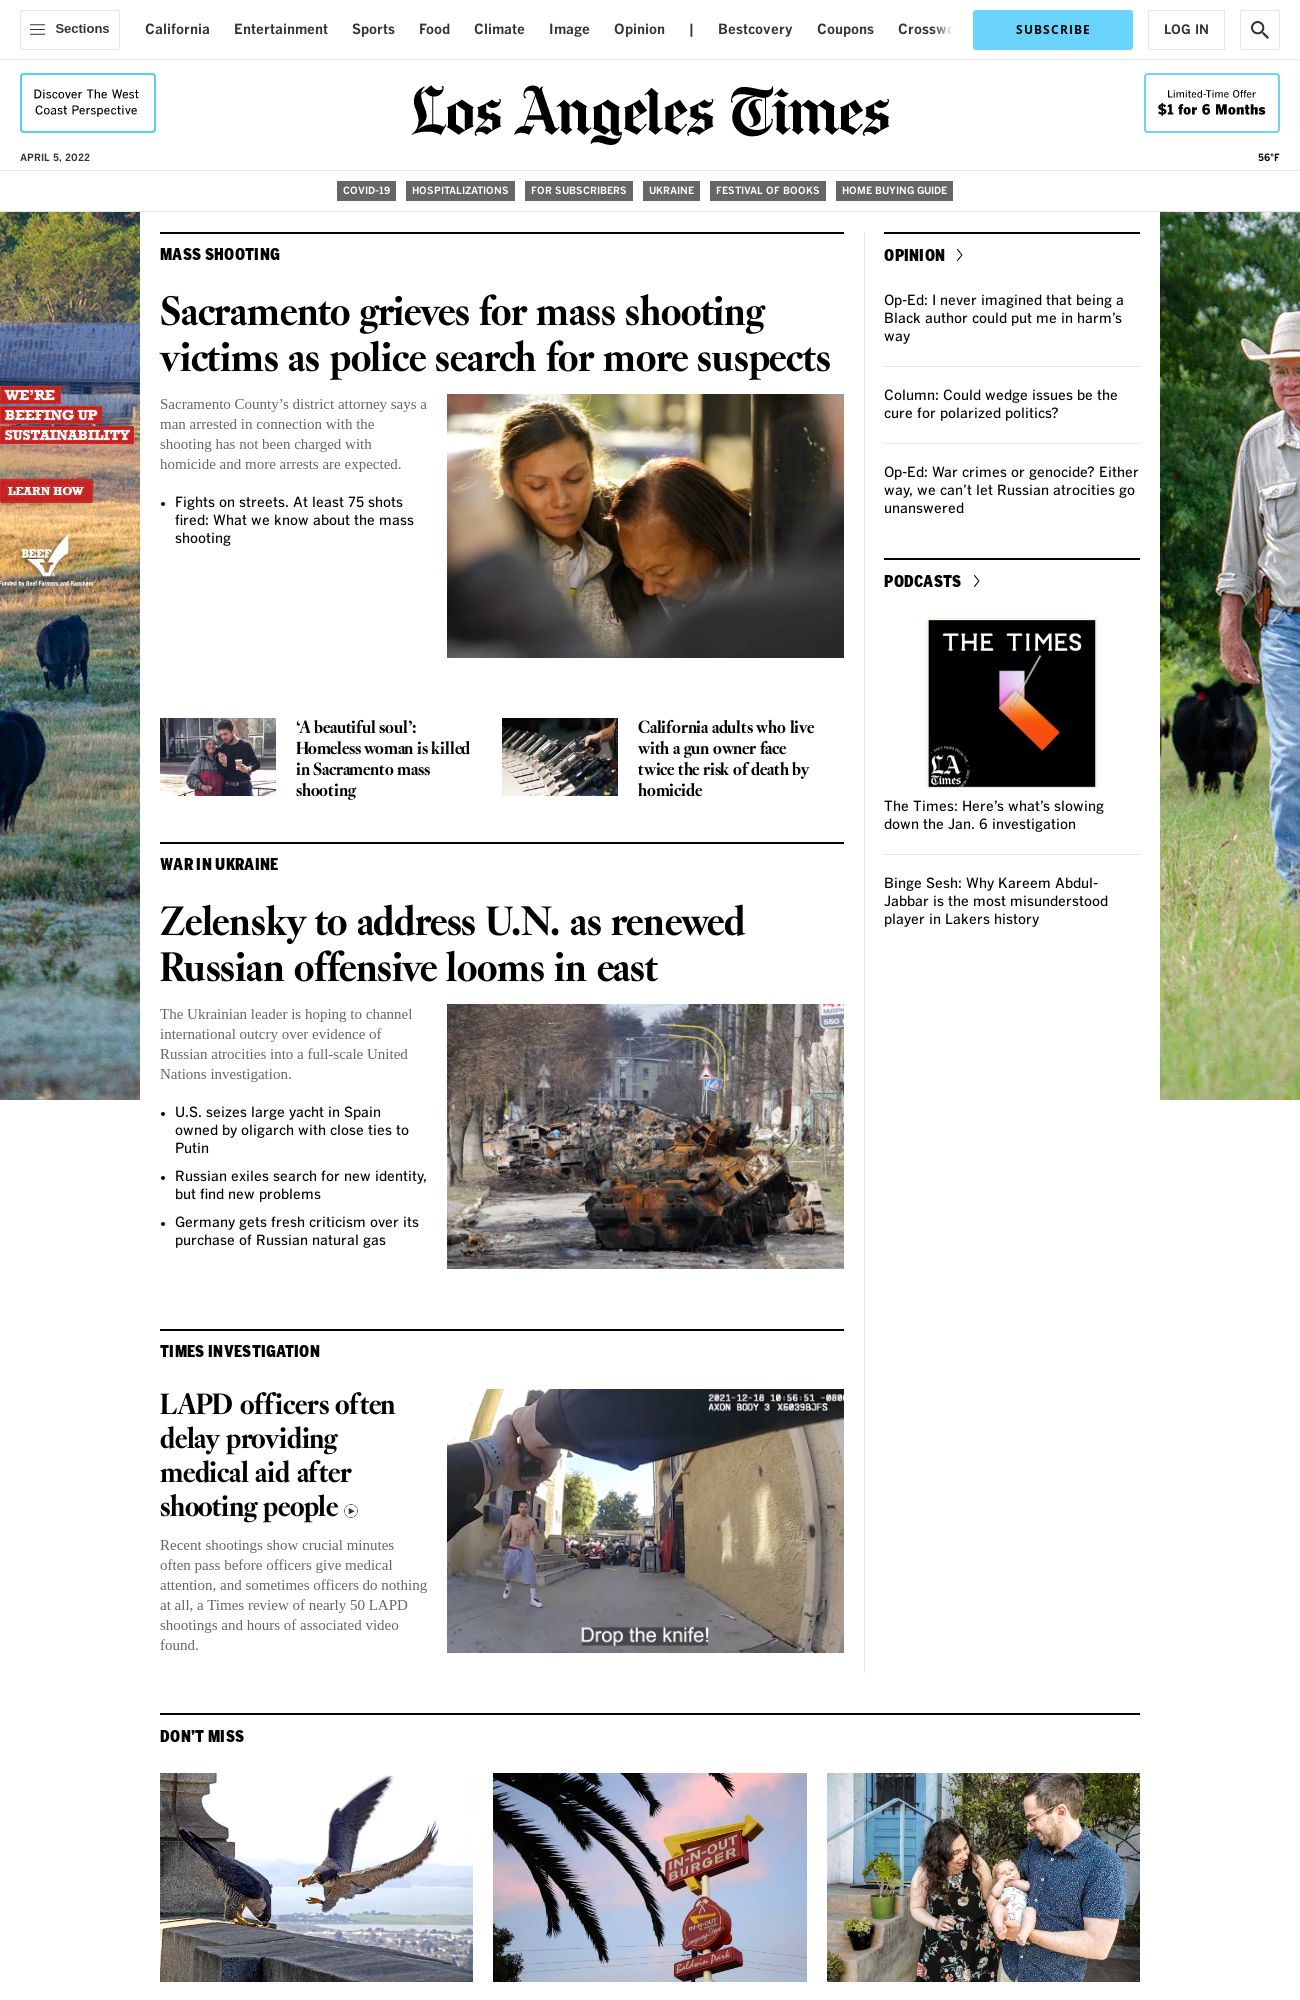 Sections
California
Entertainment
Sports
Food
Climate
Image
Opinion
|
Bestcovery
Coupons
Crossw
SUBSCRIBE
LOG IN
Discover The West
Coast Perspective
Los Angeles Times
Limited-Time Offer
$1 for 6 Months
APRIL 5, 2022
56°F
COVID-19
HOSPITALIZATIONS
FOR SUBSCRIBERS
UKRAINE
FESTIVAL OF BOOKS
HOME BUYING GUIDE
WE'RE
BEEFING UP
SUSTAINABILITY
LEARN HOW
BEEF
Funded by Beef Farmers and Ranchers
MASS SHOOTING
Sacramento grieves for mass shooting
victims as police search for more suspects
Sacramento County’s district attorney says a
man arrested in connection with the
shooting has not been charged with
homicide and more arrests are expected.
• Fights on streets. At least 75 shots
fired: What we know about the mass
shooting
‘A beautiful soul’:
Homeless woman is killed
in Sacramento mass
shooting
California adults who live
with a gun owner face
twice the risk of death by
homicide
WAR IN UKRAINE
Zelensky to address U.N. as renewed
Russian offensive looms in east
The Ukrainian leader is hoping to channel
international outcry over evidence of
Russian atrocities into a full-scale United
Nations investigation.
• U.S. seizes large yacht in Spain
owned by oligarch with close ties to
Putin
• Russian exiles search for new identity,
but find new problems
• Germany gets fresh criticism over its
purchase of Russian natural gas
550
TIMES INVESTIGATION
LAPD officers often
delay providing
medical aid after
shooting people
Recent shootings show crucial minutes
often pass before officers give medical
attention, and sometimes officers do nothing
at all, a Times review of nearly 50 LAPD
shootings and hours of associated video
found.
2021-12-18 10:56:51 -080
AXON BODY 3 X6039BJFS
Drop the knife!
OPINION
Op-Ed: I never imagined that being a
Black author could put me in harm’s
way
Column: Could wedge issues be the
cure for polarized politics?
Op-Ed: War crimes or genocide? Either
way, we can’t let Russian atrocities go
unanswered
PODCASTS
THE TIMES
LA
Times
The Times: Here’s what’s slowing
down the Jan. 6 investigation
Binge Sesh: Why Kareem Abdul-
Jabbar is the most misunderstood
player in Lakers history
DON’T MISS
IN-N-OUT
BURGER
IN-N-OUT
Company Store
Baldwin Park